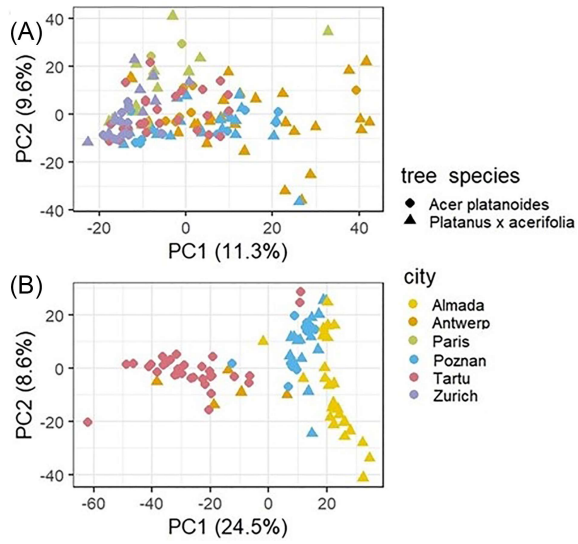 (A)
40
20
0
-20
-40
PC2 (9.6%)
-20 0 20 40
PC1 (11.3%)
(B)
20
0
-20
-40
PC2 (8.6%)
-60 -40 -20 0 20
PC1 (24.5%)
tree species
Acer platanoides
Platanus x acerifolia
city
Almada
Antwerp
Paris
Poznan
Tartu
Zurich